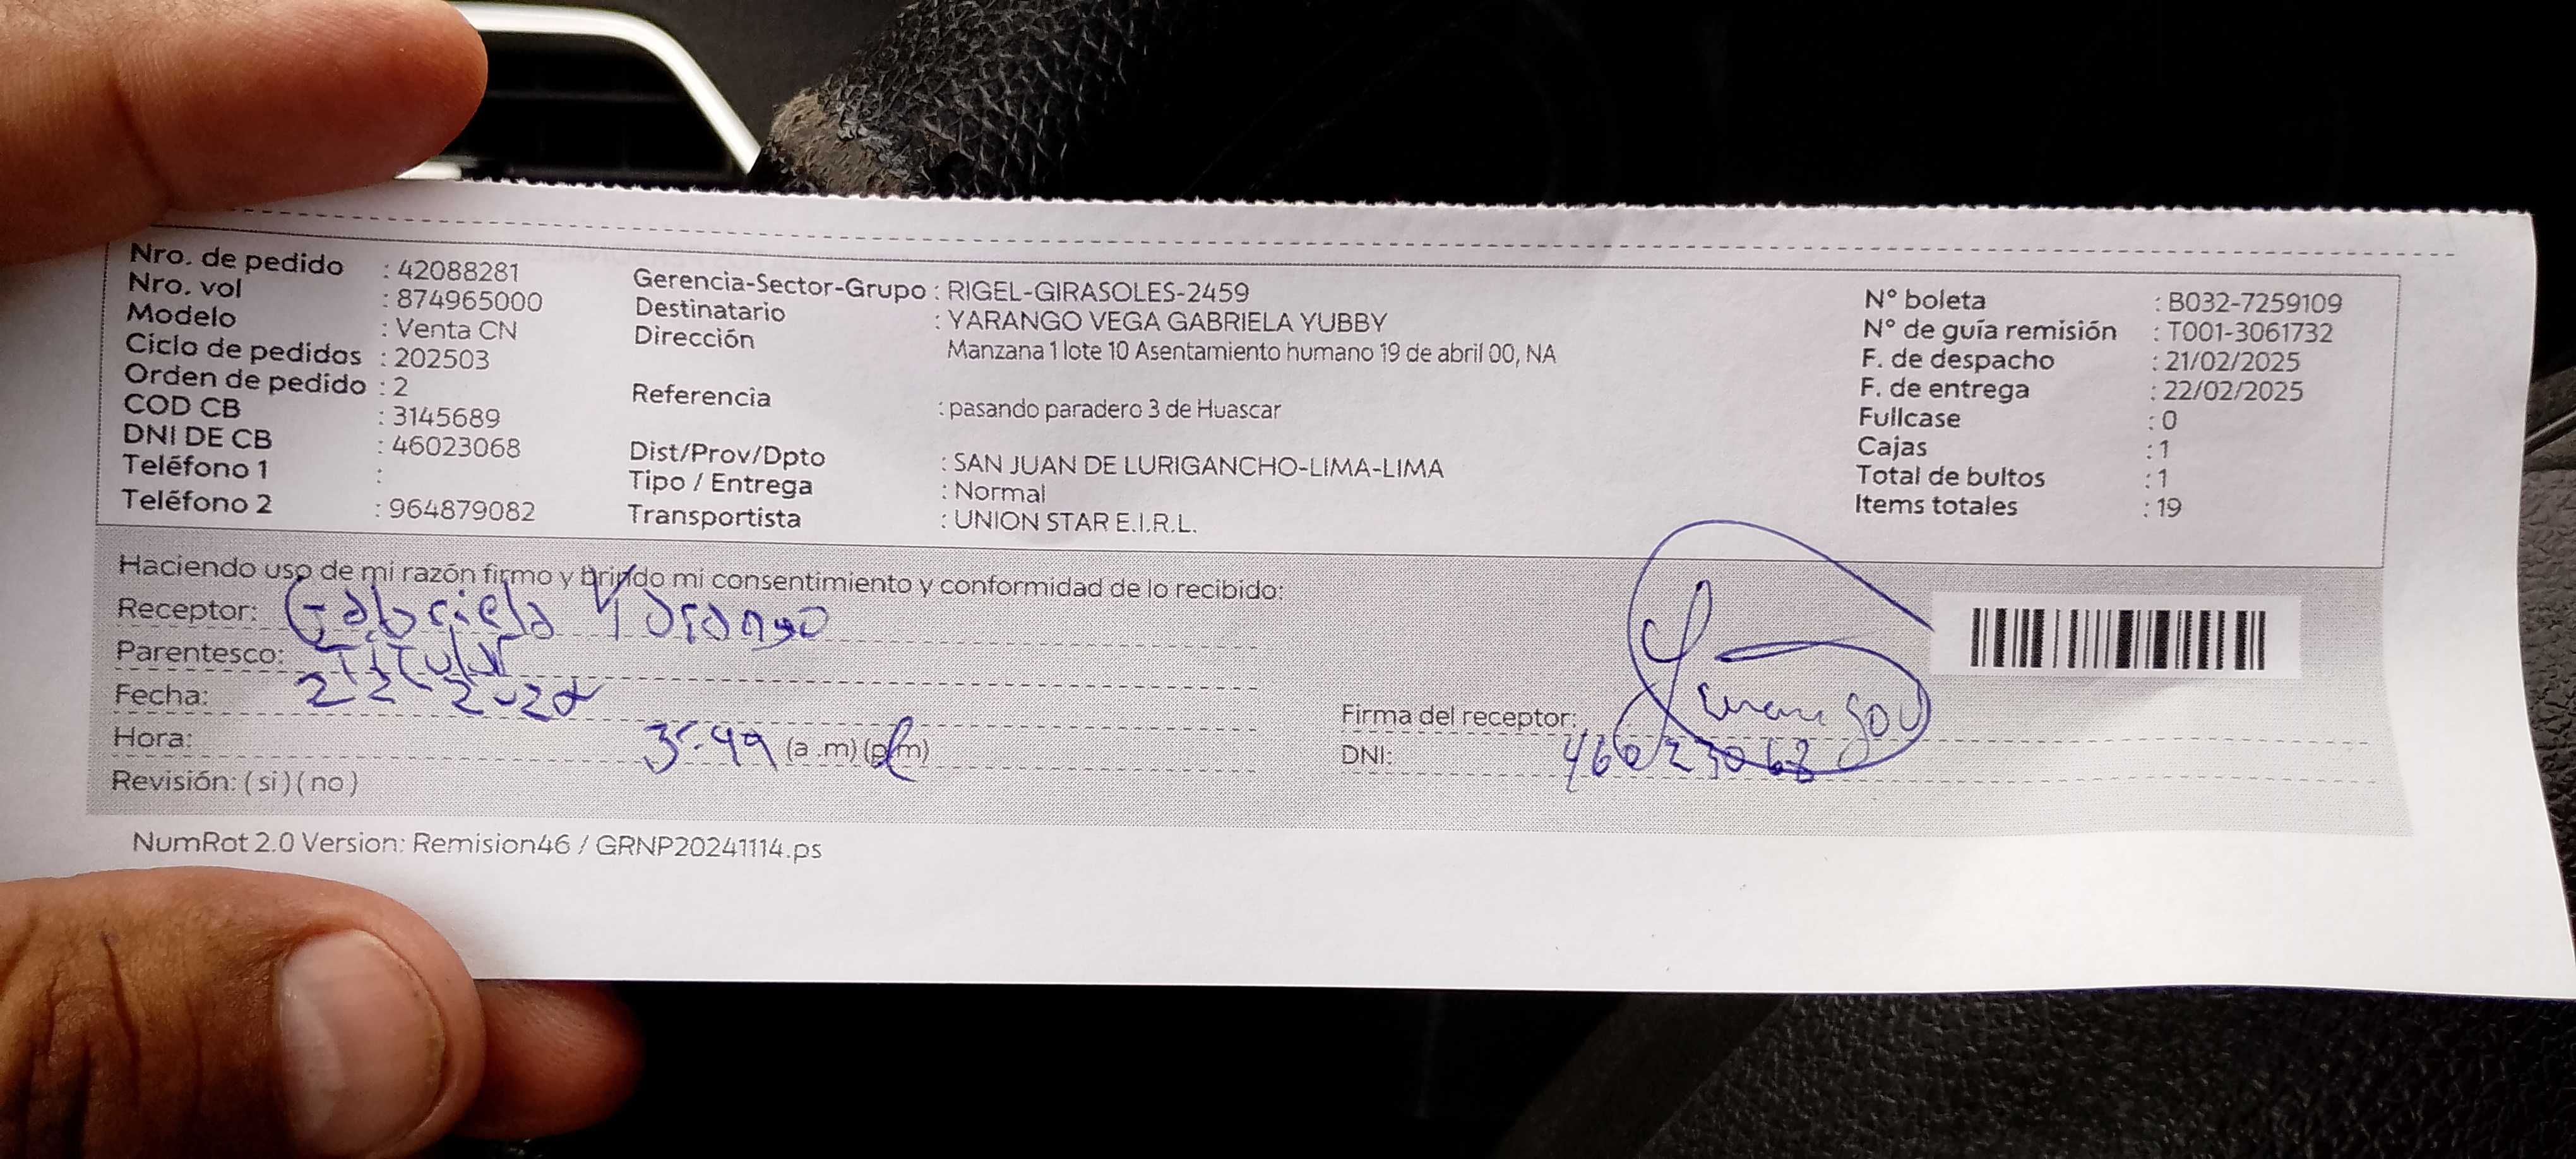 Nro. de pedido : 42088281
Nro. vol : 874965000
Modelo : Venta CN
Ciclo de pedidos : 202503
Orden de pedido : 2
COD CB : 3145689
DNI DE CB : 46023068
Teléfono 1 :
Teléfono 2 : 964879082
Gerencia-Sector-Grupo : RIGEL-GIRASOLES-2459
Destinatario : YARANGO VEGA GABRIELA YUBBY
Dirección Manzana 1 lote 10 Asentamiento humano 19 de abril 00, NA
Referencia : pasando paradero 3 de Huascar
Dist/Prov/Dpto : SAN JUAN DE LURIGANCHO-LIMA-LIMA
Tipo / Entrega : Normal
Transportista : UNION STAR E.I.R.L.
N° boleta : B032-7259109
N° de guía remisión : T001-3061732
F. de despacho : 21/02/2025
F. de entrega : 22/02/2025
Fullcase : 0
Cajas : 1
Total de bultos : 1
Items totales : 19
Haciendo uso de mi razón firmo y brindo mi consentimiento y conformidad de lo recibido:
Receptor: Gabriela Yarango
Parentesco: Titular
Fecha: 22
Hora: (a .m) (p.m)
Revisión: ( si ) ( no )
Firma del receptor:
DNI: 46023068
NumRot 2.0 Version: Remision46 / GRNP20241114.ps